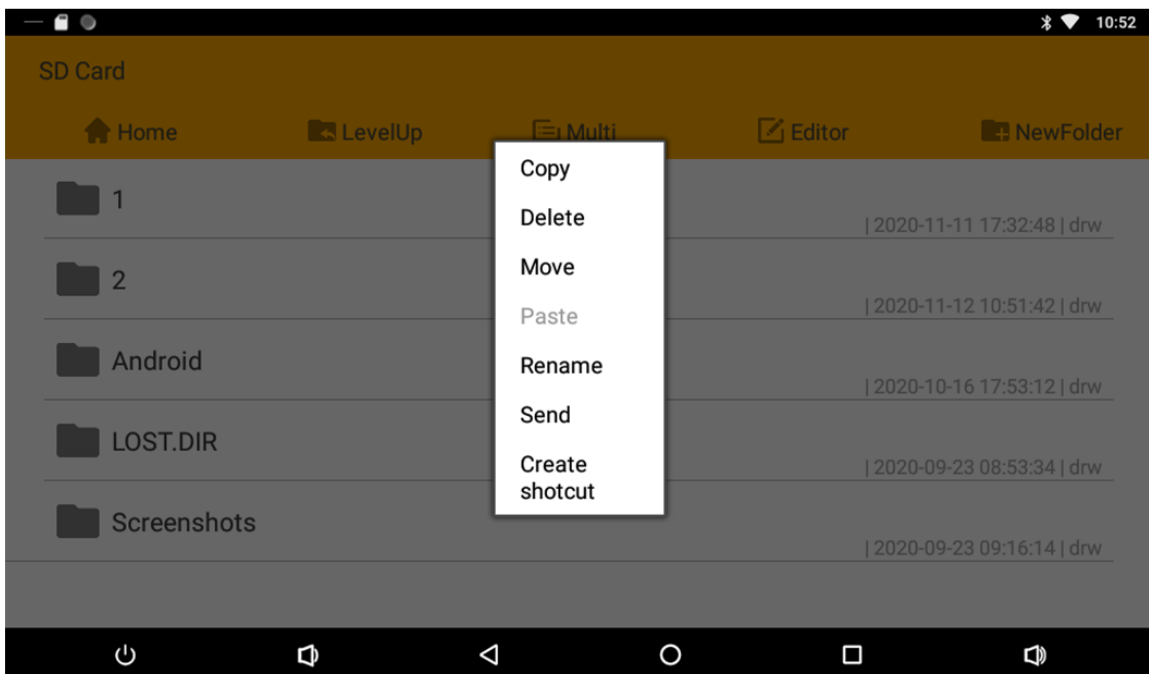 10:52
SD Card
Home LevelUp Multi Editor NewFolder
1
| 2020-11-11 17:32:48 | drw
2
| 2020-11-12 10:51:42 | drw
Android
| 2020-10-16 17:53:12 | drw
LOST.DIR
| 2020-09-23 08:53:34 | drw
Screenshots
| 2020-09-23 09:16:14 | drw
Copy
Delete
Move
Paste
Rename
Send
Create
shotcut